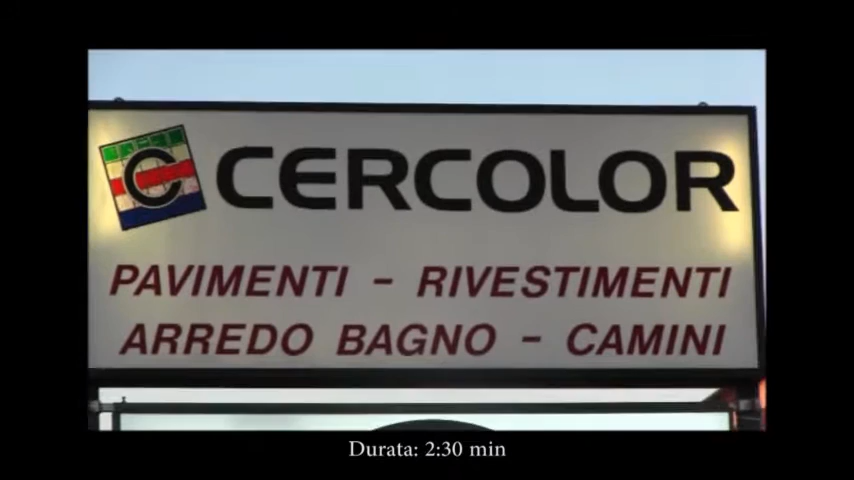 CERCOLOR
PAVIMENTI - RIVESTIMENTI
ARREDO BAGNO - CAMINI
Durata: 2:30 min